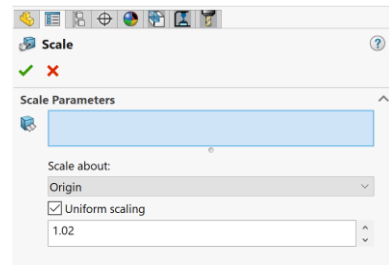 Scale
Scale Parameters
Scale about:
Origin
Uniform scaling
1.02